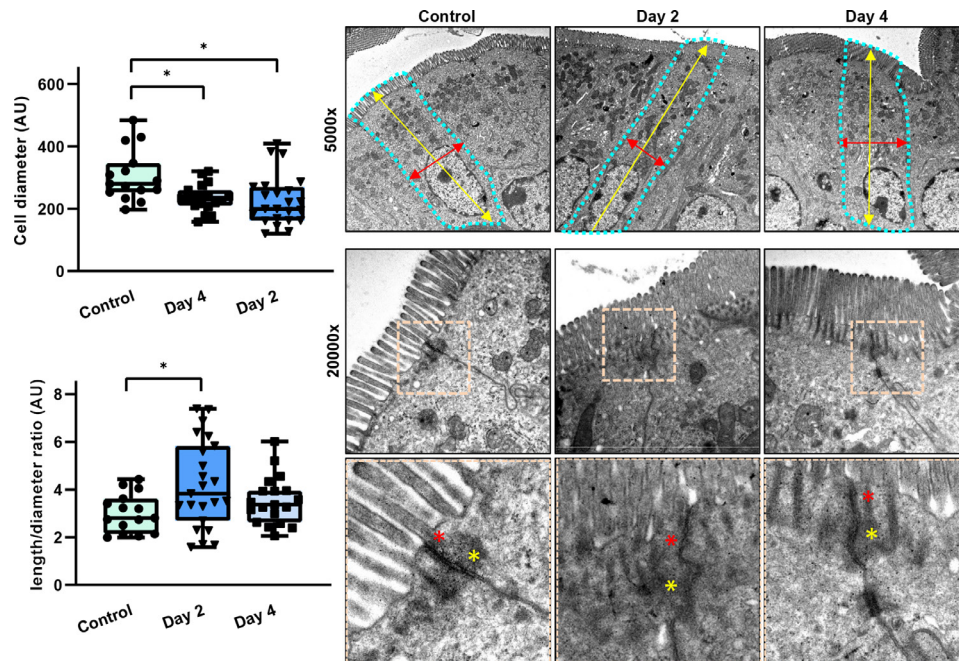 Control
Day 2
Day 4
5000x
20000x
*
*
600
400
200
0
Cell diameter (AU)
Control
Day 4
Day 2
*
8
6
4
2
0
length/diameter ratio (AU)
Control
Day 2
Day 4
*
*
*
*
*
*